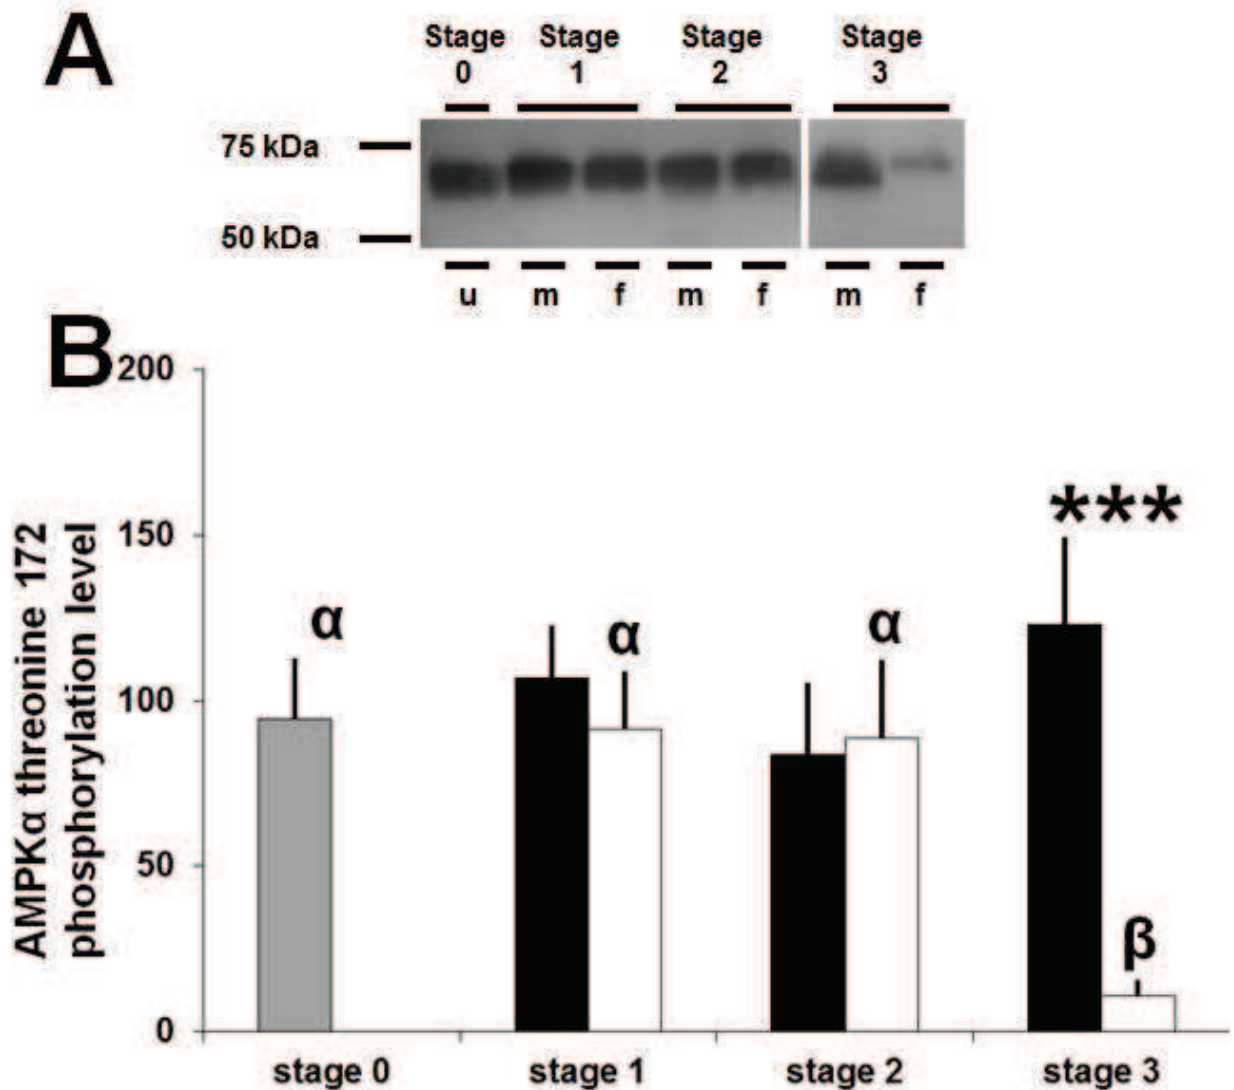 A
Stage Stage Stage Stage
0 1 2 3
75 kDa
50 kDa
u m f m f m f
B
200
150
100
50
0
AMPKα threonine 172
phosphorylation level
α
α
α
***
β
stage 0 stage 1 stage 2 stage 3